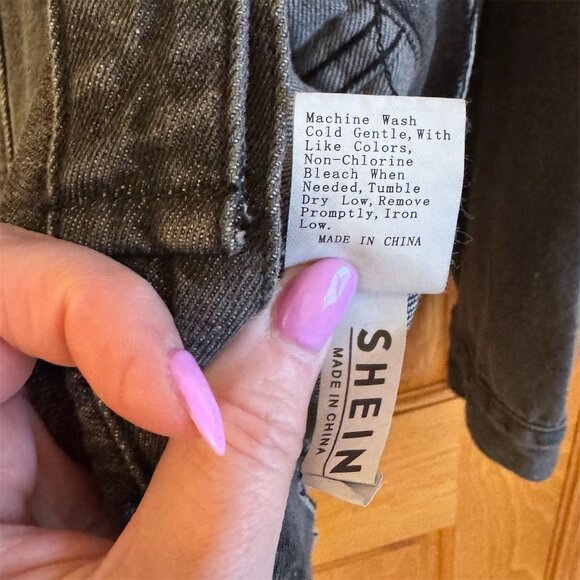 Machine Wash
Cold Gentle,With
Like Colors,
Non-Chlorine
Bleach When
Needed,Tumble
Dry Low,Remove
Promptly,Iron
Low.
MADE IN CHINA
SHEIN
MADE IN CHINA